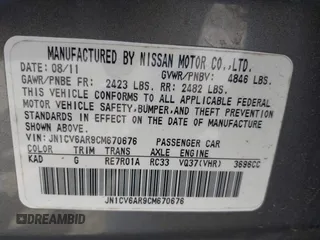 MANUFACTURED BY NISSAN MOTOR CO.,LTD.
DATE: 08/11 GVWR/PNBV: 4846 LBS.
GAWR/PNBE FR: 2423 LBS. RR: 2482 LBS.
THIS VEHICLE CONFORMS TO ALL APPLICABLE FEDERAL
MOTOR VEHICLE SAFETY, BUMPER, AND THEFT PREVENTION
STANDARDS IN EFFECT ON THE DATE OF MANUFACTURE
SHOWN ABOVE.
VIN: JN1CV6AR9CM670676 PASSENGER CAR
COLOR TRIM TRANS AXLE ENGINE
KAD G RE7R01A RC33 VQ37(VHR) 3696CC
JN1CV6AR9CM670676
DREAMBID